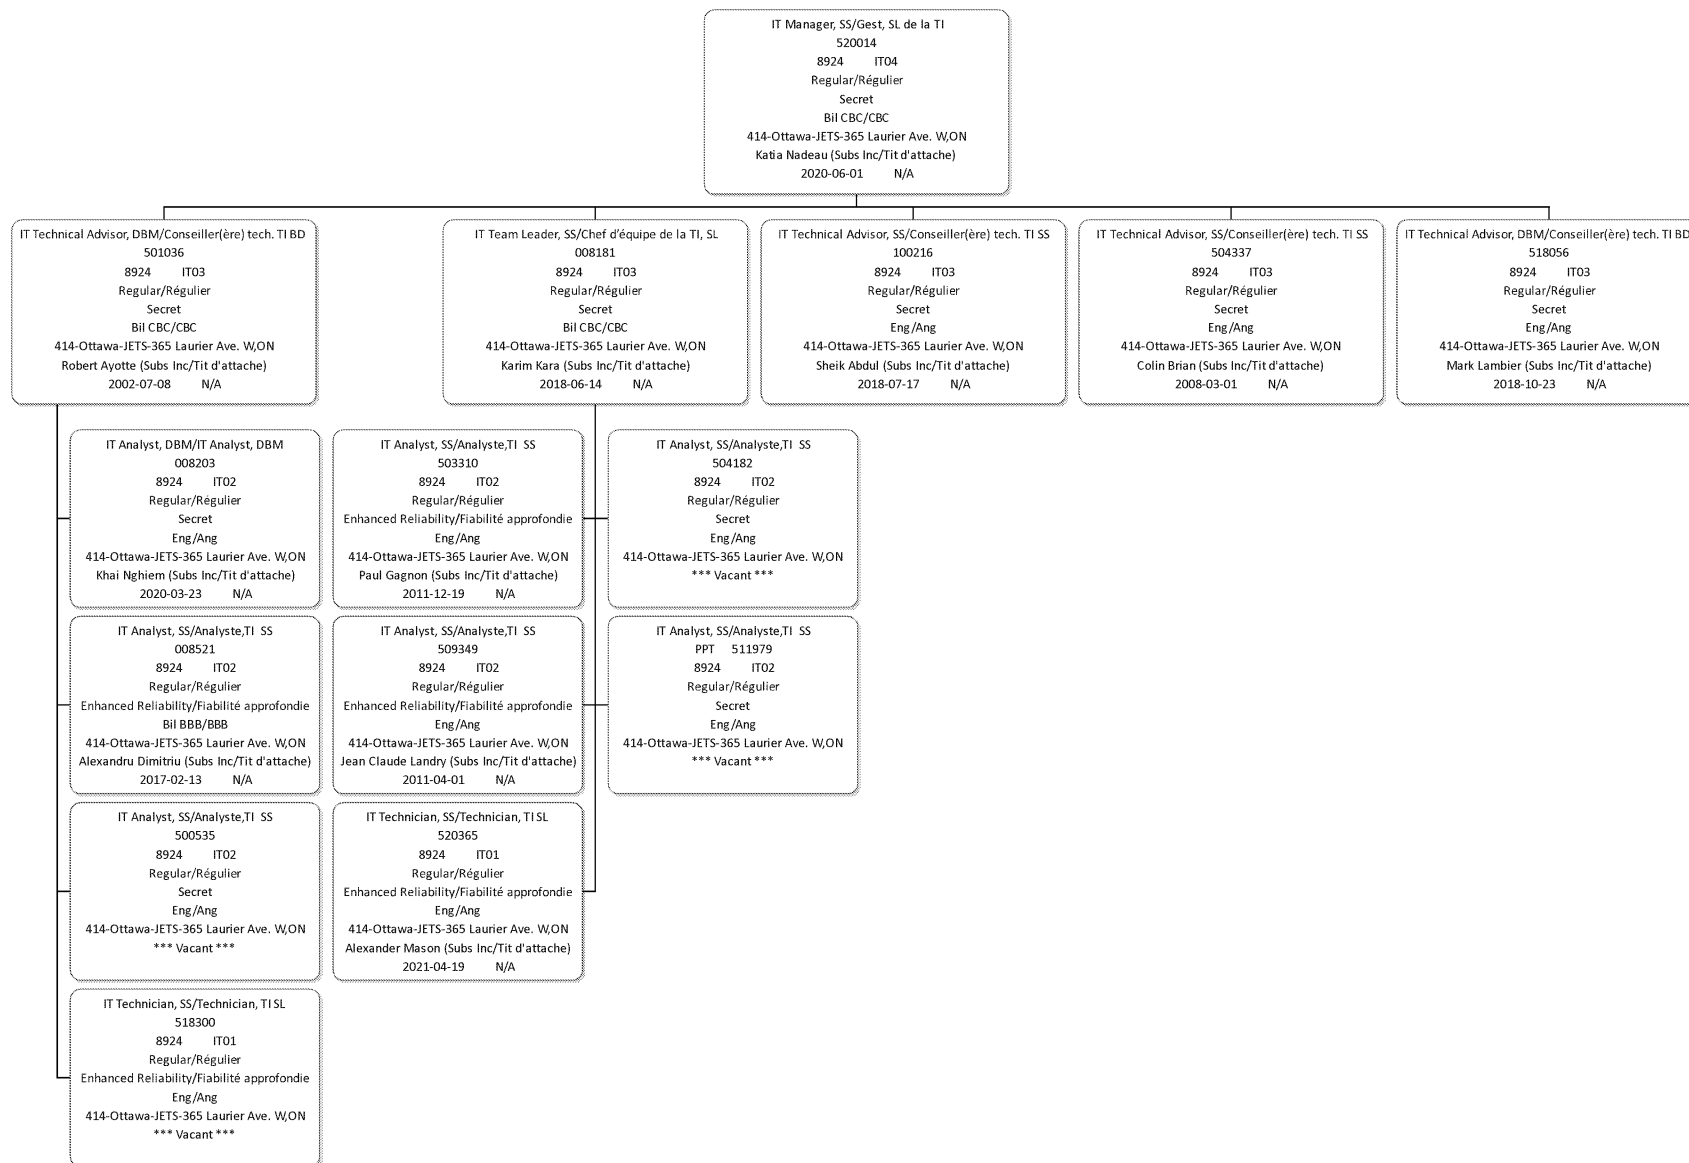 IT Manager, SS/Gest, SL de la TI
520014
8924 IT04
Regular/Régulier
Secret
Bil CBC/CBC
414-Ottawa-JETS-365 Laurier Ave. W,ON
Katia Nadeau (Subs Inc/Tit d'attache)
2020-06-01 N/A
IT Technical Advisor, DBM/Conseiller(ère) tech. TI BD
501036
8924 IT03
Regular/Régulier
Secret
Bil CBC/CBC
414-Ottawa-JETS-365 Laurier Ave. W,ON
Robert Ayotte (Subs Inc/Tit d'attache)
2002-07-08 N/A
IT Team Leader, SS/Chef d'équipe de la TI, SL
008181
8924 IT03
Regular/Régulier
Secret
Bil CBC/CBC
414-Ottawa-JETS-365 Laurier Ave. W,ON
Karim Kara (Subs Inc/Tit d'attache)
2018-06-14 N/A
IT Technical Advisor, SS/Conseiller(ère) tech. TI SS
100216
8924 IT03
Regular/Régulier
Secret
Eng/Ang
414-Ottawa-JETS-365 Laurier Ave. W,ON
Sheik Abdul (Subs Inc/Tit d'attache)
2018-07-17 N/A
IT Technical Advisor, SS/Conseiller(ère) tech. TI SS
504337
8924 IT03
Regular/Régulier
Secret
Eng/Ang
414-Ottawa-JETS-365 Laurier Ave. W,ON
Colin Brian (Subs Inc/Tit d'attache)
2008-03-01 N/A
IT Technical Advisor, DBM/Conseiller(ère) tech. TI BD
518056
8924 IT03
Regular/Régulier
Secret
Eng/Ang
414-Ottawa-JETS-365 Laurier Ave. W,ON
Mark Lambier (Subs Inc/Tit d'attache)
2018-10-23 N/A
IT Analyst, DBM/IT Analyst, DBM
008203
8924 IT02
Regular/Régulier
Secret
Eng/Ang
414-Ottawa-JETS-365 Laurier Ave. W,ON
Khai Nghiem (Subs Inc/Tit d'attache)
2020-03-23 N/A
IT Analyst, SS/Analyste,TI SS
503310
8924 IT02
Regular/Régulier
Enhanced Reliability/Fiabilité approfondie
Eng/Ang
414-Ottawa-JETS-365 Laurier Ave. W,ON
Paul Gagnon (Subs Inc/Tit d'attache)
2011-12-19 N/A
IT Analyst, SS/Analyste,TI SS
504182
8924 IT02
Regular/Régulier
Secret
Eng/Ang
414-Ottawa-JETS-365 Laurier Ave. W,ON
*** Vacant ***
IT Analyst, SS/Analyste,TI SS
008521
8924 IT02
Regular/Régulier
Enhanced Reliability/Fiabilité approfondie
Bil BBB/BBB
414-Ottawa-JETS-365 Laurier Ave. W,ON
Alexandru Dimitriu (Subs Inc/Tit d'attache)
2017-02-13 N/A
IT Analyst, SS/Analyste,TI SS
509349
8924 IT02
Regular/Régulier
Enhanced Reliability/Fiabilité approfondie
Eng/Ang
414-Ottawa-JETS-365 Laurier Ave. W,ON
Jean Claude Landry (Subs Inc/Tit d'attache)
2011-04-01 N/A
IT Analyst, SS/Analyste,TI SS
PPT 511979
8924 IT02
Regular/Régulier
Secret
Eng/Ang
414-Ottawa-JETS-365 Laurier Ave. W,ON
*** Vacant ***
IT Analyst, SS/Analyste,TI SS
500535
8924 IT02
Regular/Régulier
Secret
Eng/Ang
414-Ottawa-JETS-365 Laurier Ave. W,ON
*** Vacant ***
IT Technician, SS/Technician, TI SL
520365
8924 IT01
Regular/Régulier
Enhanced Reliability/Fiabilité approfondie
Eng/Ang
414-Ottawa-JETS-365 Laurier Ave. W,ON
Alexander Mason (Subs Inc/Tit d'attache)
2021-04-19 N/A
IT Technician, SS/Technician, TI SL
518300
8924 IT01
Regular/Régulier
Enhanced Reliability/Fiabilité approfondie
Eng/Ang
414-Ottawa-JETS-365 Laurier Ave. W,ON
*** Vacant ***